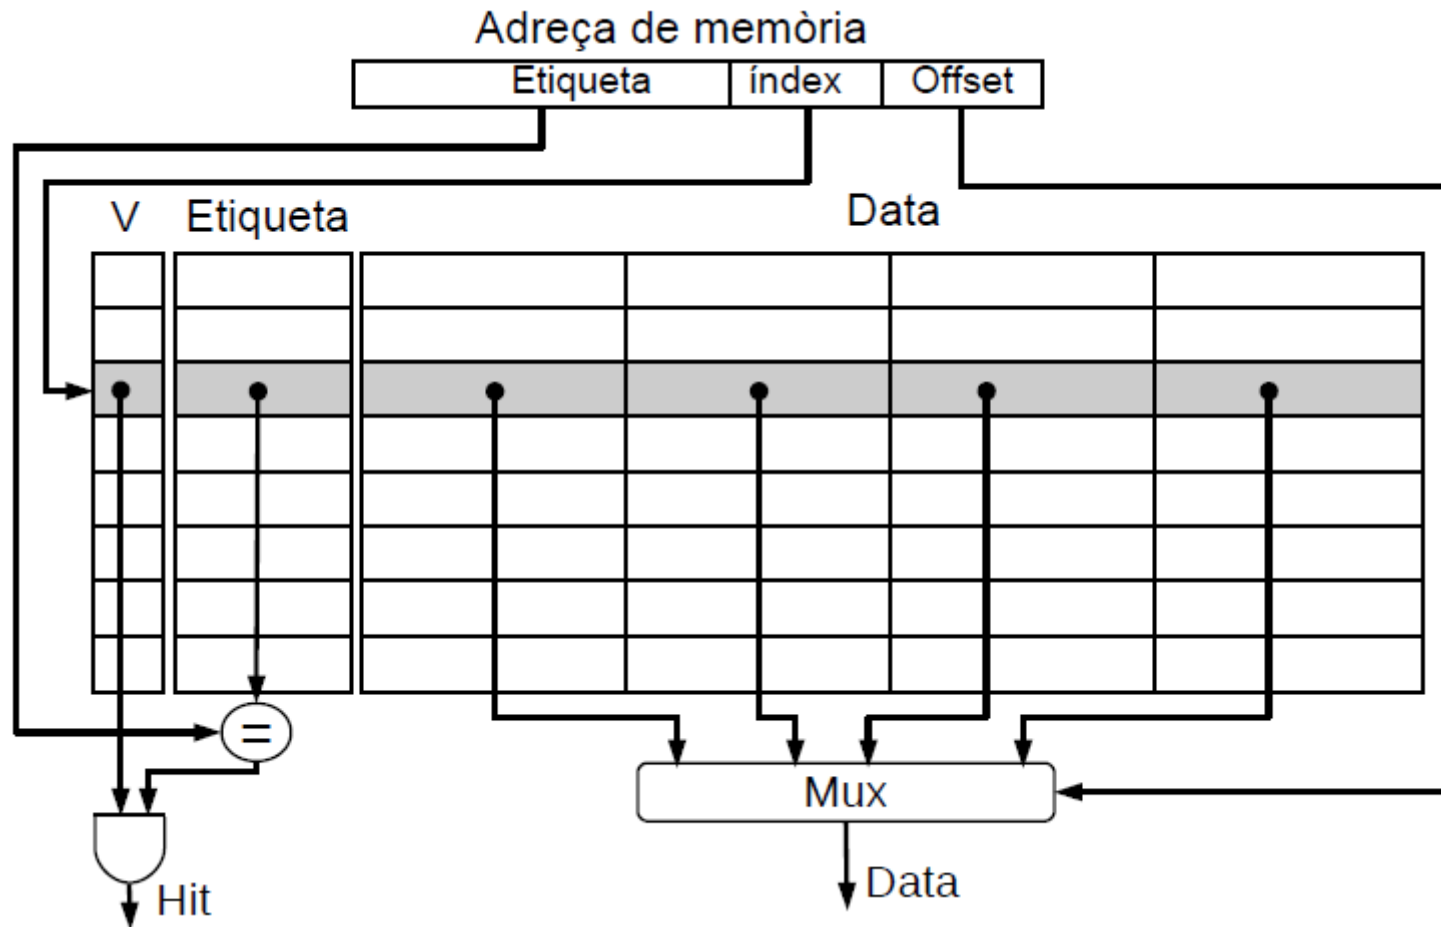 Adreça de memòria
Etiqueta índex Offset
V Etiqueta Data
=
Mux
Hit
Data